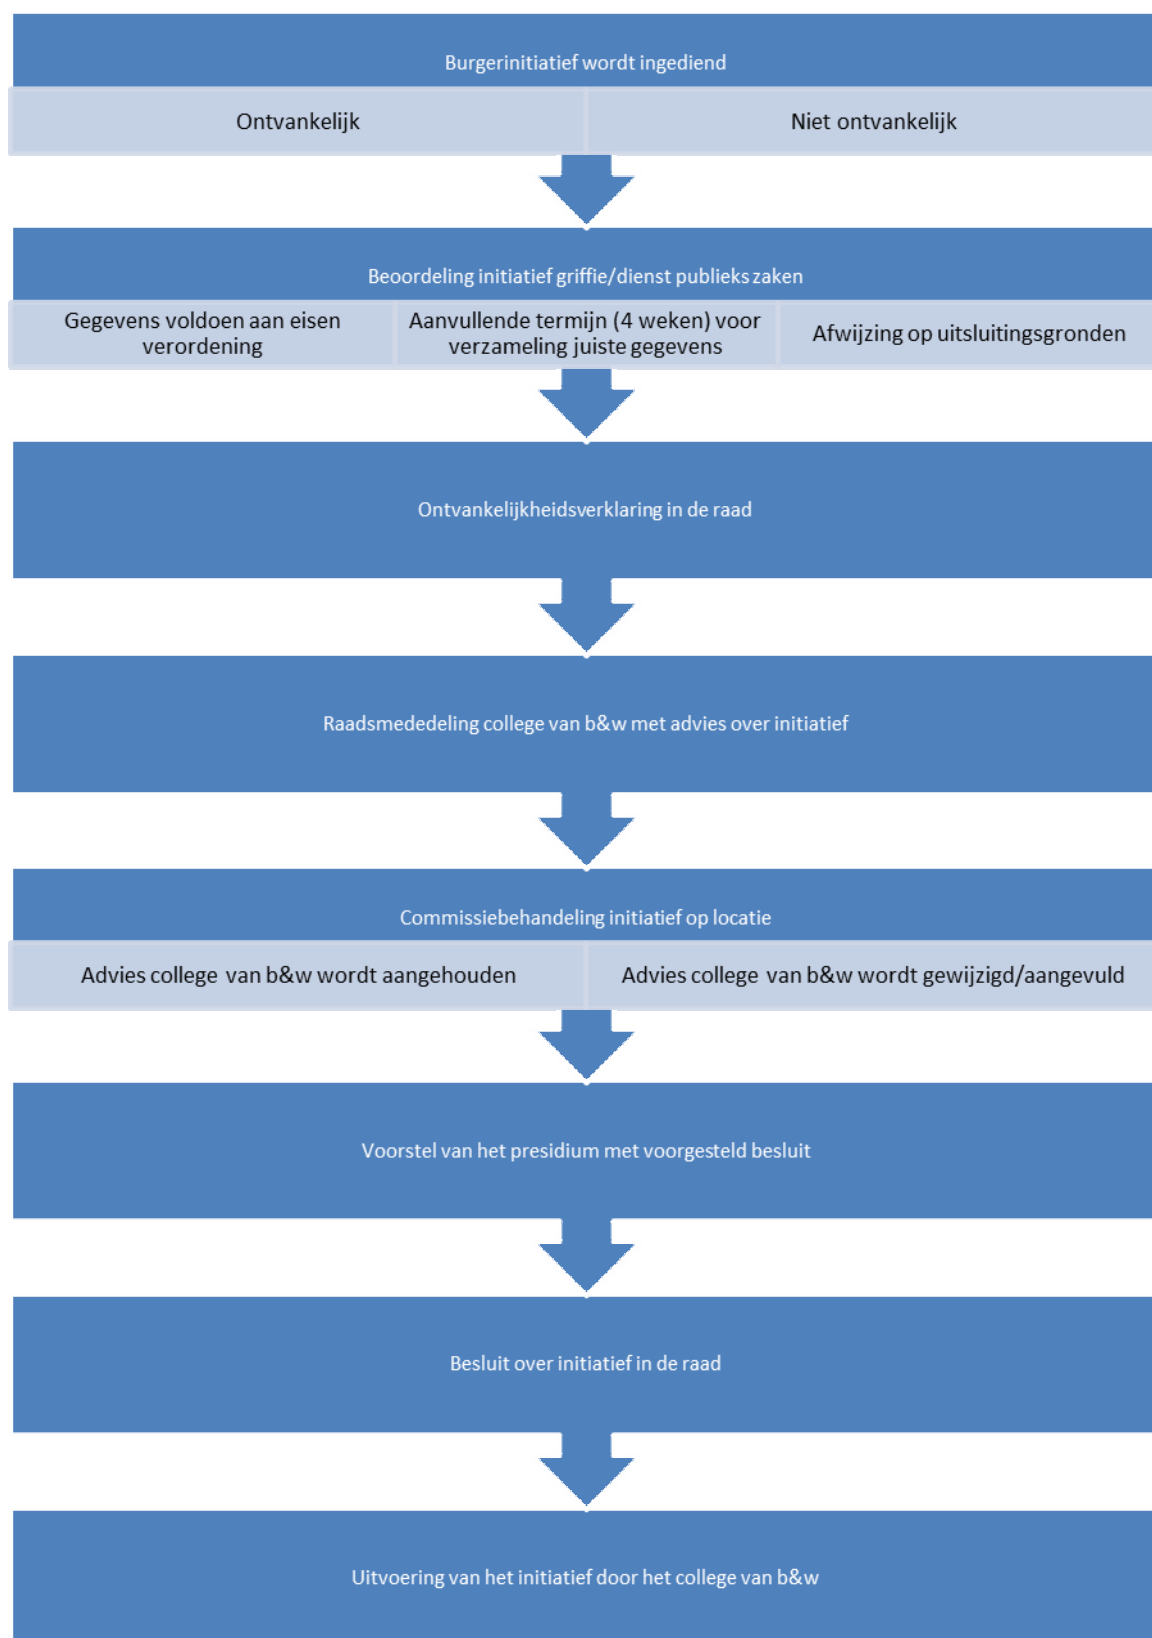 Burgerinitiatief wordt ingediend
Ontvankelijk
Niet ontvankelijk
Beoordeling initiatief griffie/dienst publieks zaken
Gegevens voldoen aan eisen
verordening
Aanvullende termijn (4 weken) voor
verzameling juiste gegevens
Afwijzing op uitsluitingsgronden
Ontvankelijkheidsverklaring in de raad
Raadsmededeling college van b&w met advies over initiatief
Commissiebehandeling initiatief op locatie
Advies college van b&w wordt aangehouden
Advies college van b&w wordt gewijzigd/aangevuld
Voorstel van het presidium met voorgesteld besluit
Besluit over initiatief in de raad
Uitvoering van het initiatief door het college van b&w